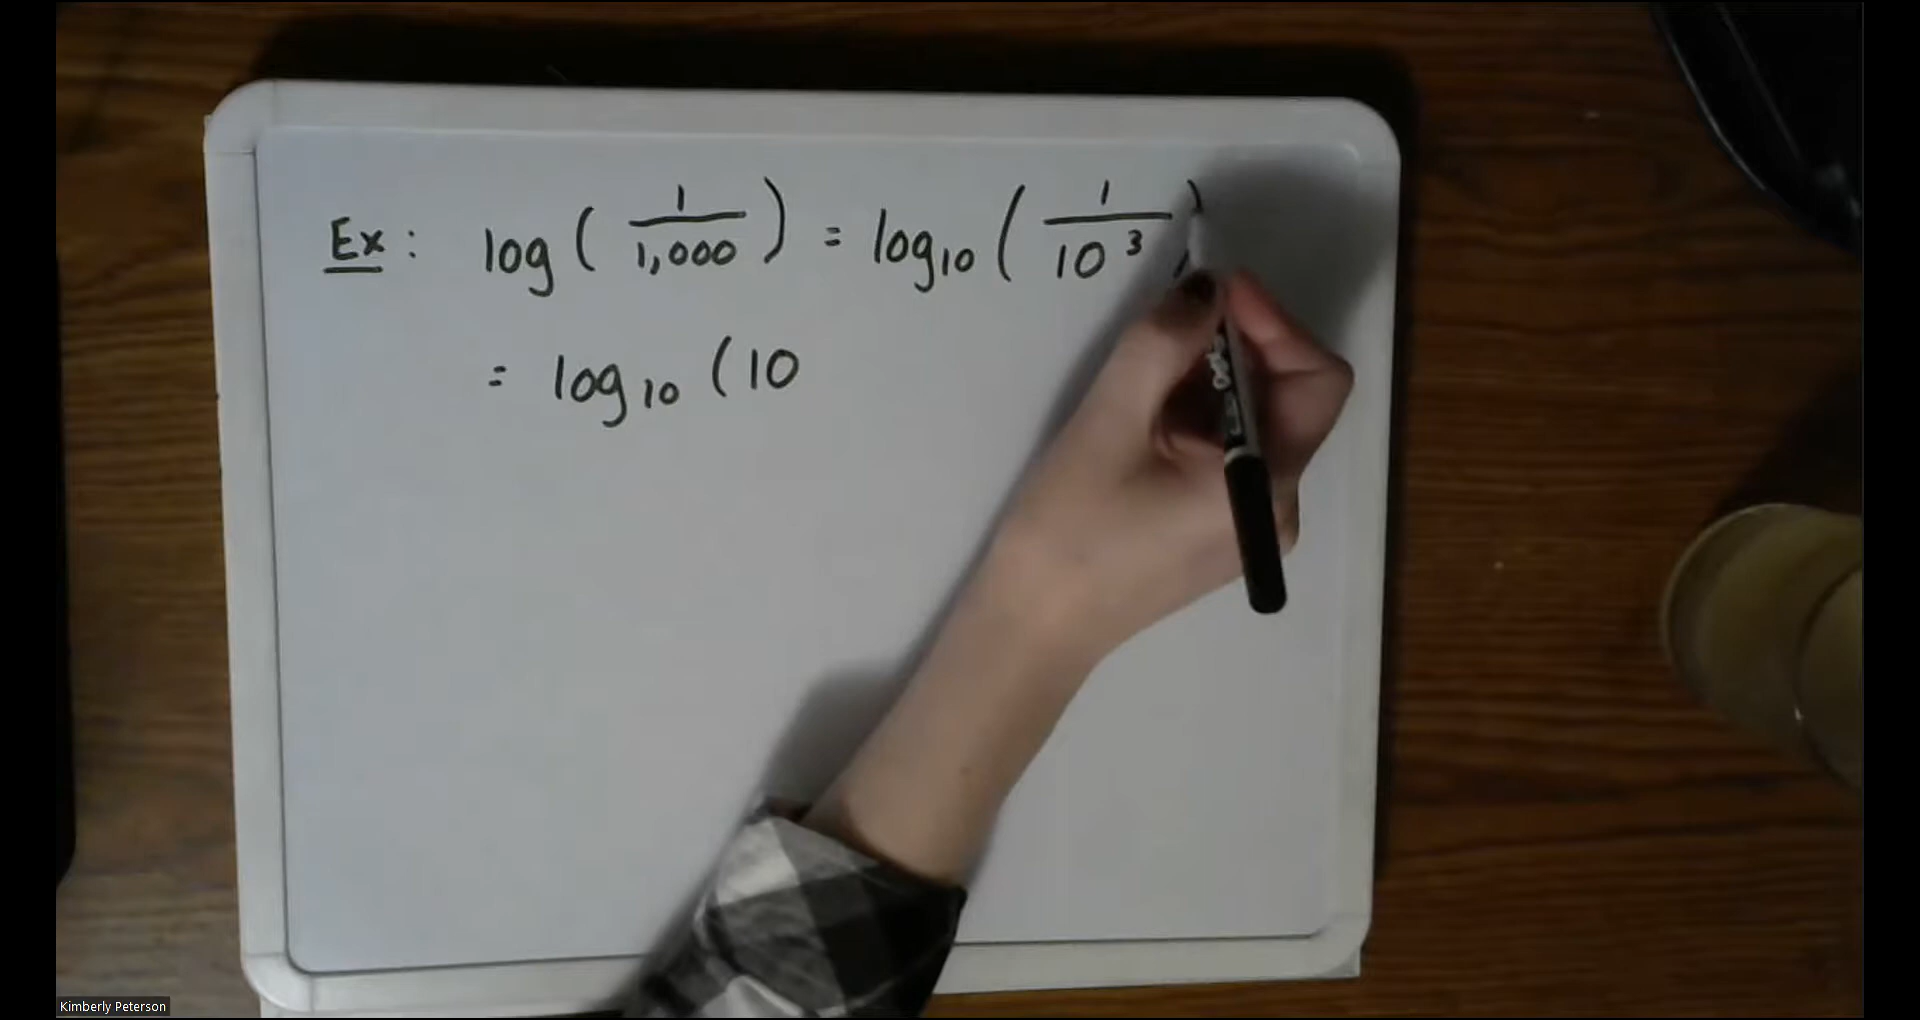 Ex: log ( 1/1,000 ) = log₁₀ ( 1/10³ )
= log₁₀ (10
Kimberly Peterson